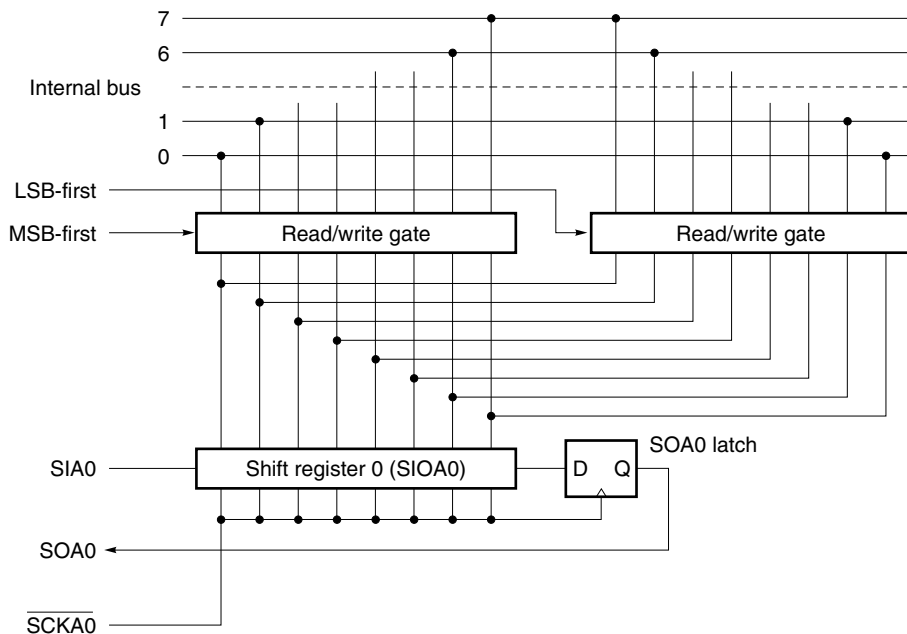 7
6
Internal bus
1
0
LSB-first
MSB-first
Read/write gate
Read/write gate
SOA0 latch
SIA0
Shift register 0 (SIOA0)
D
Q
SOA0
SCKA0